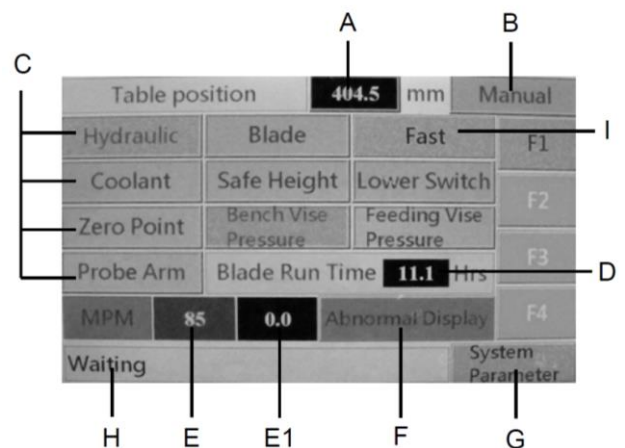 A
B
C
Table position 404.5 mm Manual
Hydraulic Blade Fast F1
I
Coolant Safe Height Lower Switch F2
Zero Point Bench Vise Pressure Feeding Vise Pressure F3
Probe Arm Blade Run Time 11.1 Hrs
D
MPM 85 0.0 Abnormal Display F4
Waiting System Parameter
H E E1 F G